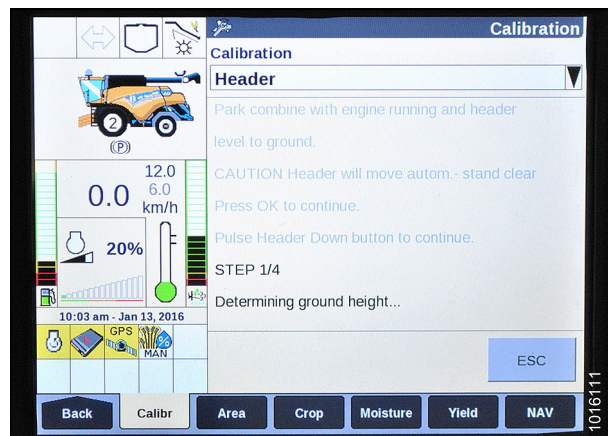 Calibration
Calibration
Header
Park combine with engine running and header
level to ground.
CAUTION Header will move autom.- stand clear
Press OK to continue.
Pulse Header Down button to continue.
STEP 1/4
Determining ground height...
ESC
2
(P)
12.0
0.0 6.0
km/h
20%
10:03 am - Jan 13, 2016
GPS
MAN
Back Calibr Area Crop Moisture Yield NAV
1016111